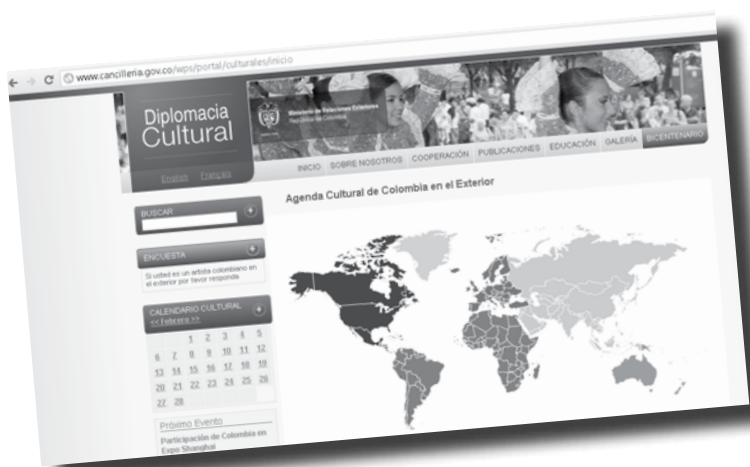 www.cancilleria.gov.co/wps/portal/culturales/inicio
Diplomacia
Cultural
Ministerio de Relaciones Exteriores
English Français
INICIO SOBRE NOSOTROS COOPERACIÓN PUBLICACIONES EDUCACIÓN GALERÍA BICENTENARIO
BUSCAR
Agenda Cultural de Colombia en el Exterior
ENCUESTA
Si usted es un artista colombiano en
el exterior por favor responda
CALENDARIO CULTURAL
<< Febrero >>
1 2 3 4 5
6 7 8 9 10 11 12
13 14 15 16 17 18 19
20 21 22 23 24 25 26
27 28
Próximo Evento
Participación de Colombia en
Expo Shanghai